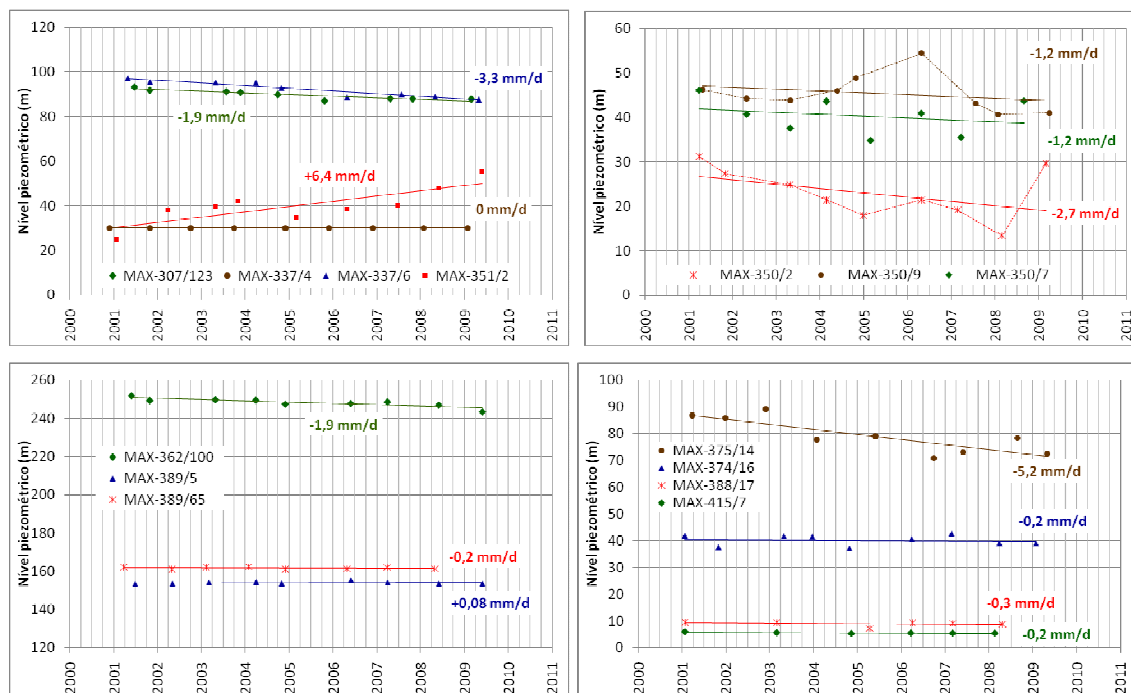 120
100
80
60
40
20
0
Nível piezométrico (m)
-3,3 mm/d
-1,9 mm/d
+6,4 mm/d
0 mm/d
MAX-307/123 MAX-337/4 MAX-337/6 MAX-351/2
2000 2001 2002 2003 2004 2005 2006 2007 2008 2009 2010 2011
60
50
40
30
20
10
0
Nível piezométrico (m)
-1,2 mm/d
-1,2 mm/d
-2,7 mm/d
MAX-350/2 MAX-350/9 MAX-350/7
2000 2001 2002 2003 2004 2005 2006 2007 2008 2009 2010 2011
260
240
220
200
180
160
140
120
Nível piezométrico (m)
-1,9 mm/d
MAX-362/100
MAX-389/5
MAX-389/65
-0,2 mm/d
+0,08 mm/d
2000 2001 2002 2003 2004 2005 2006 2007 2008 2009 2010 2011
100
90
80
70
60
50
40
30
20
10
0
Nível piezométrico (m)
MAX-375/14
MAX-374/16
MAX-388/17
MAX-415/7
-5,2 mm/d
-0,2 mm/d
-0,3 mm/d
-0,2 mm/d
2000 2001 2002 2003 2004 2005 2006 2007 2008 2009 2010 2011